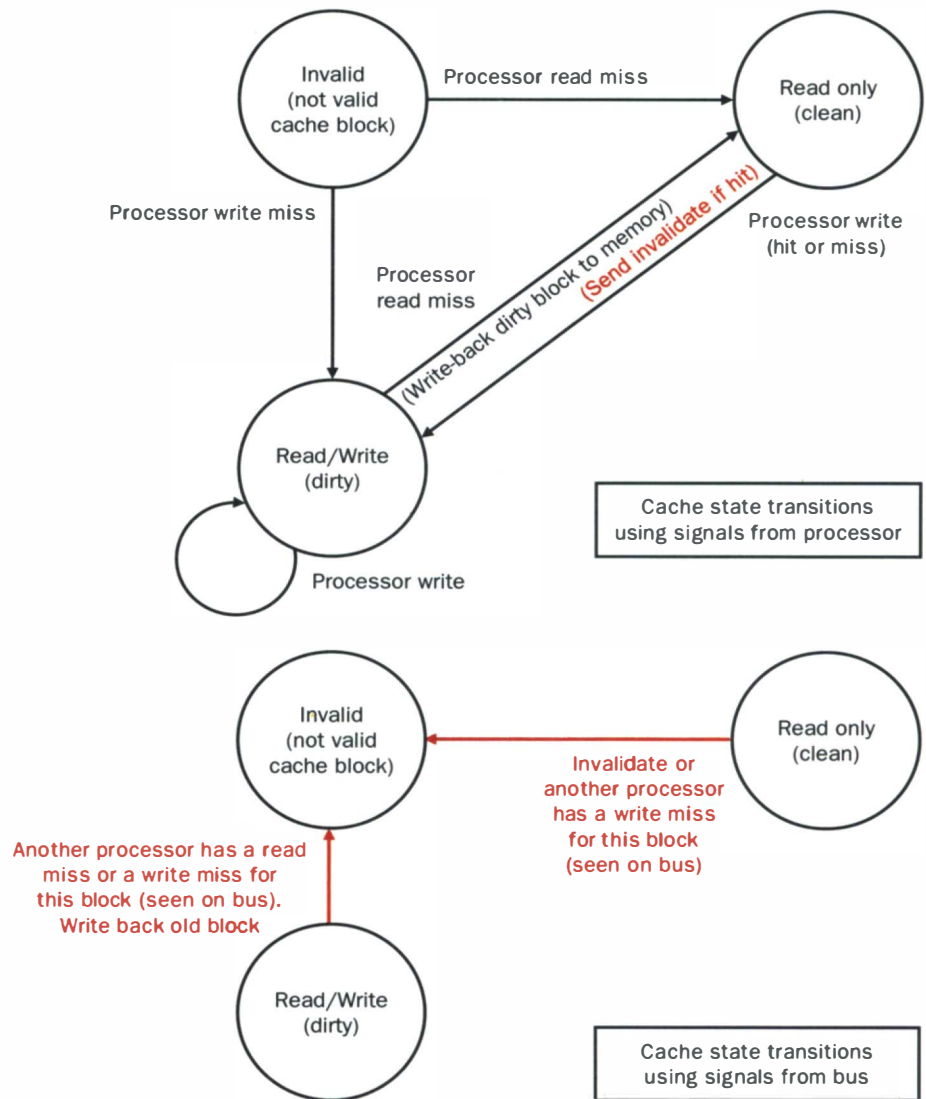 Invalid
(not valid
cache block)
Processor read miss
Read only
(clean)
Processor write miss
Processor
read miss
(Write-back dirty block to memory)
(Send invalidate if hit)
Processor write
(hit or miss)
Read/Write
(dirty)
Processor write
Cache state transitions
using signals from processor
Invalid
(not valid
cache block)
Read only
(clean)
Invalidate or
another processor
has a write miss
for this block
(seen on bus)
Another processor has a read
miss or a write miss for
this block (seen on bus).
Write back old block
Read/Write
(dirty)
Cache state transitions
using signals from bus